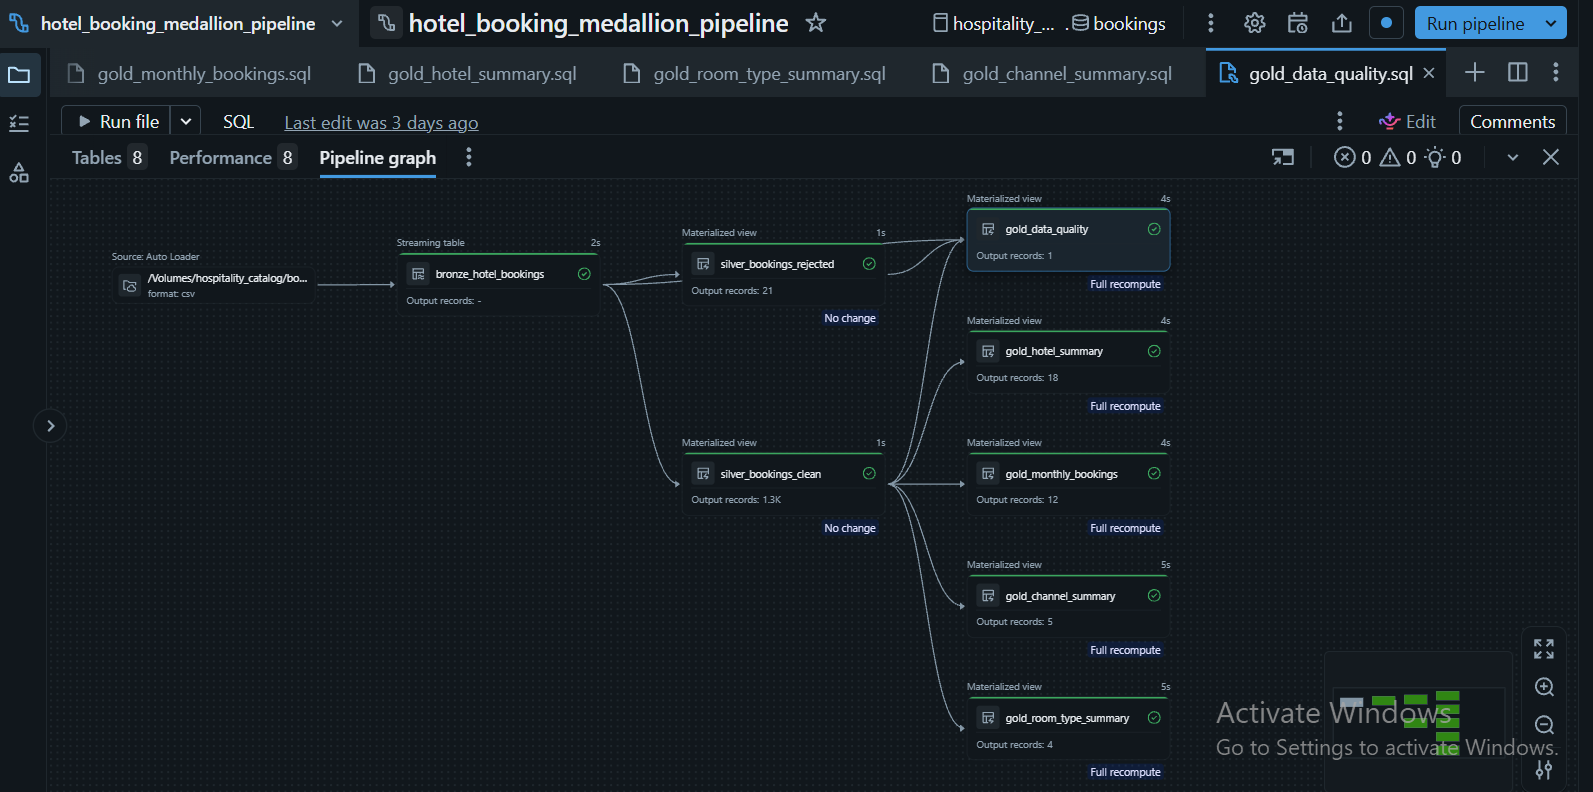 hotel_booking_medallion_pipeline
hotel_booking_medallion_pipeline
hospitality_... . bookings
Run pipeline
gold_monthly_bookings.sql
gold_hotel_summary.sql
gold_room_type_summary.sql
gold_channel_summary.sql
gold_data_quality.sql
Run file
SQL
Last edit was 3 days ago
Edit
Comments
Tables 8
Performance 8
Pipeline graph
0 0 0
Source: Auto Loader
/Volumes/hospitality_catalog/bo...
format: csv
Streaming table 2s
bronze_hotel_bookings
Output records: -
Materialized view 1s
silver_bookings_rejected
Output records: 21
No change
Materialized view 1s
silver_bookings_clean
Output records: 1.3K
No change
Materialized view 4s
gold_data_quality
Output records: 1
Full recompute
Materialized view 4s
gold_hotel_summary
Output records: 18
Full recompute
Materialized view 4s
gold_monthly_bookings
Output records: 12
Full recompute
Materialized view 5s
gold_channel_summary
Output records: 5
Full recompute
Materialized view 5s
gold_room_type_summary
Output records: 4
Full recompute
Activate Windows
Go to Settings to activate Windows.